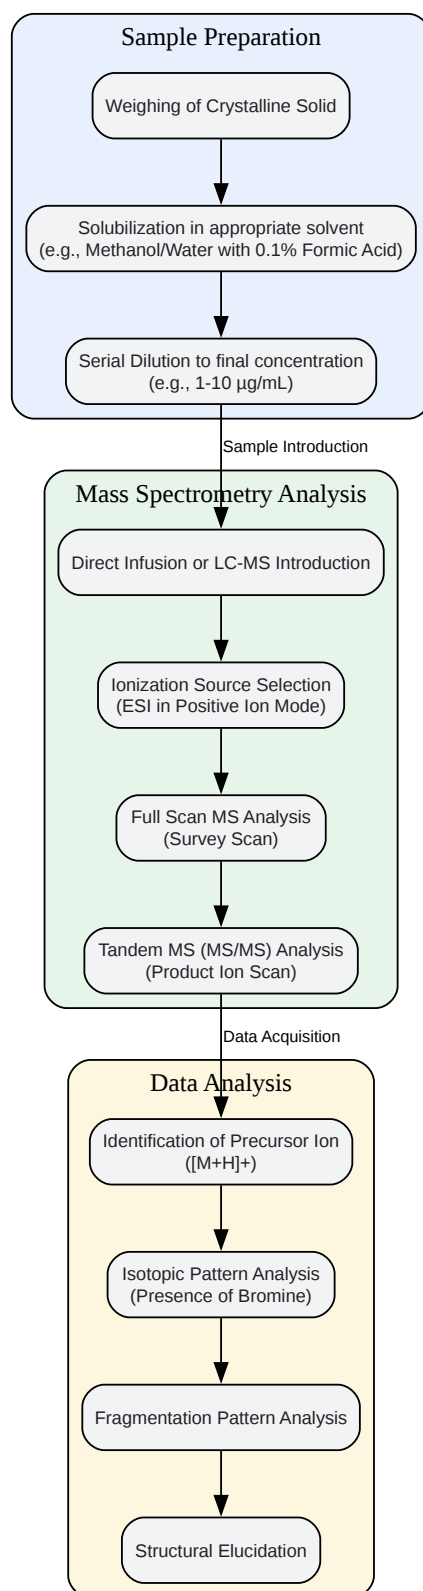 Sample Preparation
Weighing of Crystalline Solid
Solubilization in appropriate solvent
(e.g., Methanol/Water with 0.1% Formic Acid)
Serial Dilution to final concentration
(e.g., 1-10 µg/mL)
Sample Introduction
Mass Spectrometry Analysis
Direct Infusion or LC-MS Introduction
Ionization Source Selection
(ESI in Positive Ion Mode)
Full Scan MS Analysis
(Survey Scan)
Tandem MS (MS/MS) Analysis
(Product Ion Scan)
Data Acquisition
Data Analysis
Identification of Precursor Ion
([M+H]+)
Isotopic Pattern Analysis
(Presence of Bromine)
Fragmentation Pattern Analysis
Structural Elucidation